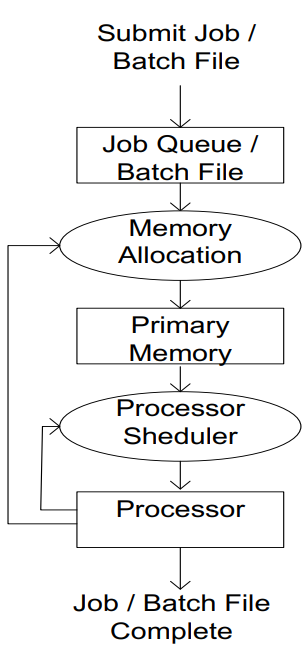 Submit Job /
Batch File
Job Queue /
Batch File
Memory
Allocation
Primary
Memory
Processor
Sheduler
Processor
Job / Batch File
Complete